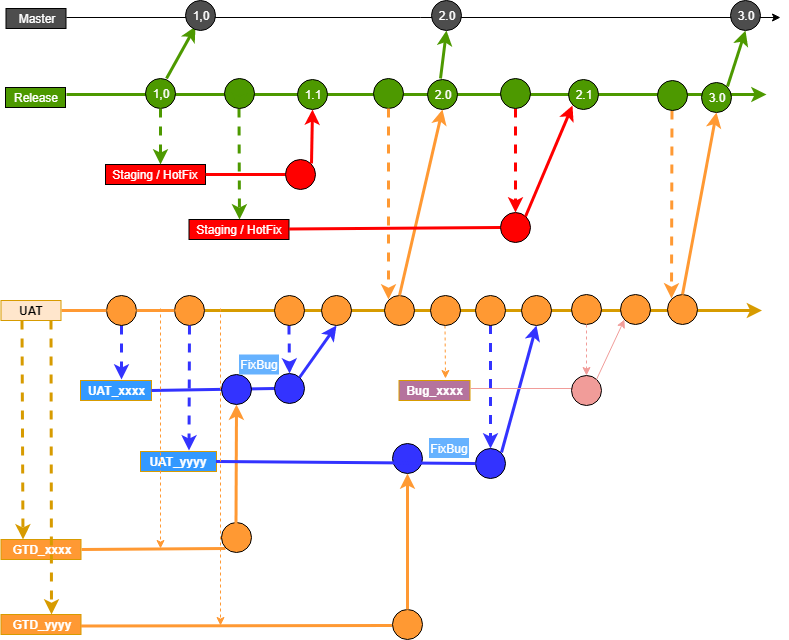 Master
1,0
2.0
3.0
Release
1,0
1.1
2.0
2.1
3.0
Staging / HotFix
Staging / HotFix
UAT
FixBug
UAT_xxxx
Bug_xxxx
FixBug
UAT_yyyy
GTD_xxxx
GTD_yyyy